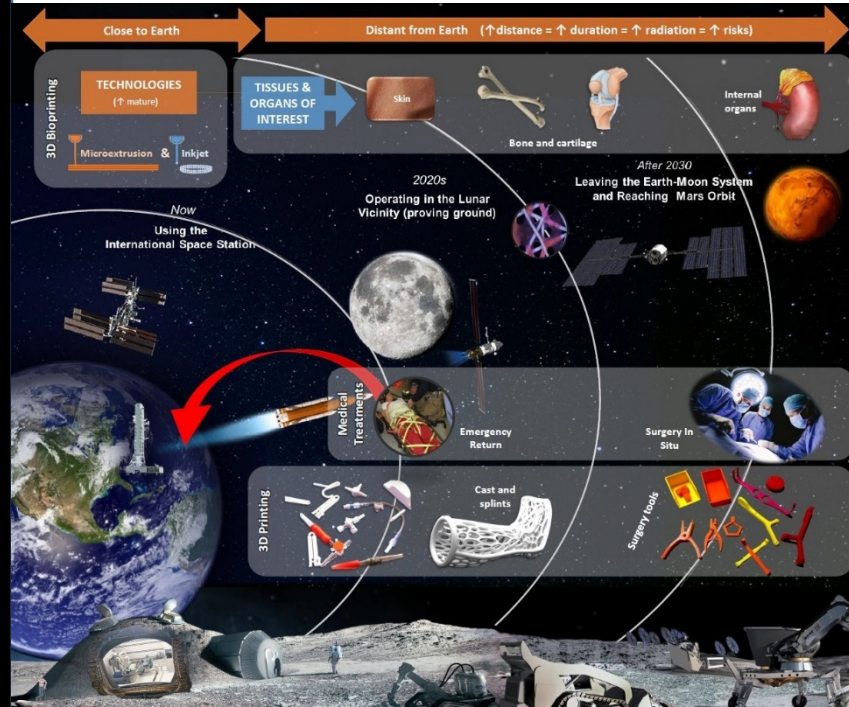 Close to Earth
Distant from Earth (↑distance = ↑ duration = ↑ radiation = ↑ risks)
3D Bioprinting
TECHNOLOGIES
(↑ mature)
Microextrusion & Inkjet
TISSUES &
ORGANS OF
INTEREST
Skin
Bone and cartilage
Internal
organs
Now
Using the
International Space Station
2020s
Operating in the Lunar
Vicinity (proving ground)
After 2030
Leaving the Earth-Moon System
and Reaching Mars Orbit
Medical
Treatments
Emergency
Return
Surgery In
Situ
3D Printing
Cast and
splints
Surgery tools